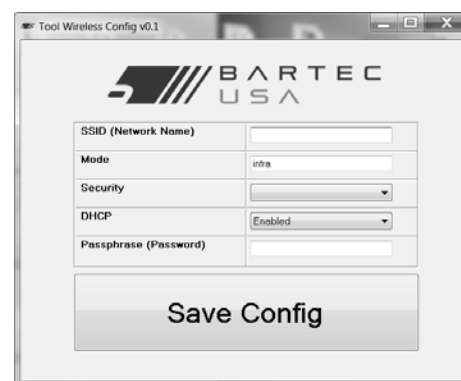 Tool Wireless Config v0.1
BARTEC
USA
SSID (Network Name)
Mode infra
Security
DHCP Enabled
Passphrase (Password)
Save Config